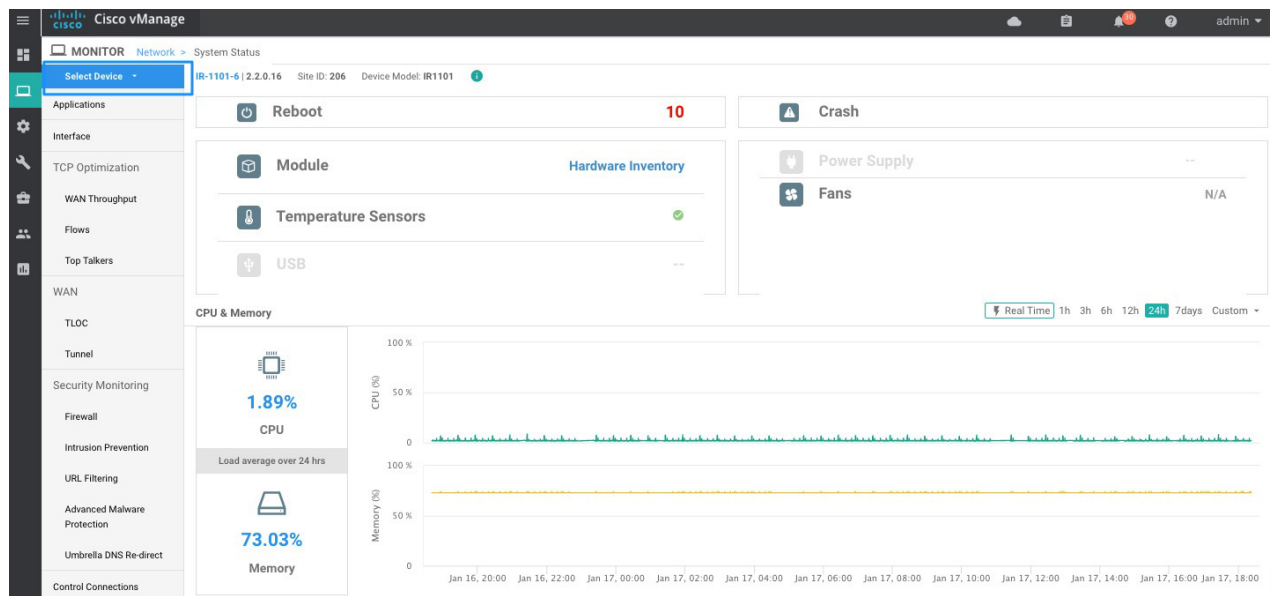 cisco Cisco vManage
30
admin
MONITOR Network > System Status
Select Device
IR-1101-6 | 2.2.0.16 Site ID: 206 Device Model: IR1101
Applications
Interface
TCP Optimization
WAN Throughput
Flows
Top Talkers
WAN
TLOC
Tunnel
Security Monitoring
Firewall
Intrusion Prevention
URL Filtering
Advanced Malware
Protection
Umbrella DNS Re-direct
Control Connections
Reboot 10
Crash
Module Hardware Inventory
Temperature Sensors
USB --
Power Supply --
Fans N/A
CPU & Memory
Real Time 1h 3h 6h 12h 24h 7days Custom
1.89%
CPU
Load average over 24 hrs
73.03%
Memory
100 %
50 %
0
CPU (%)
100 %
50 %
0
Memory (%)
Jan 16, 20:00 Jan 16, 22:00 Jan 17, 00:00 Jan 17, 02:00 Jan 17, 04:00 Jan 17, 06:00 Jan 17, 08:00 Jan 17, 10:00 Jan 17, 12:00 Jan 17, 14:00 Jan 17, 16:00 Jan 17, 18:00